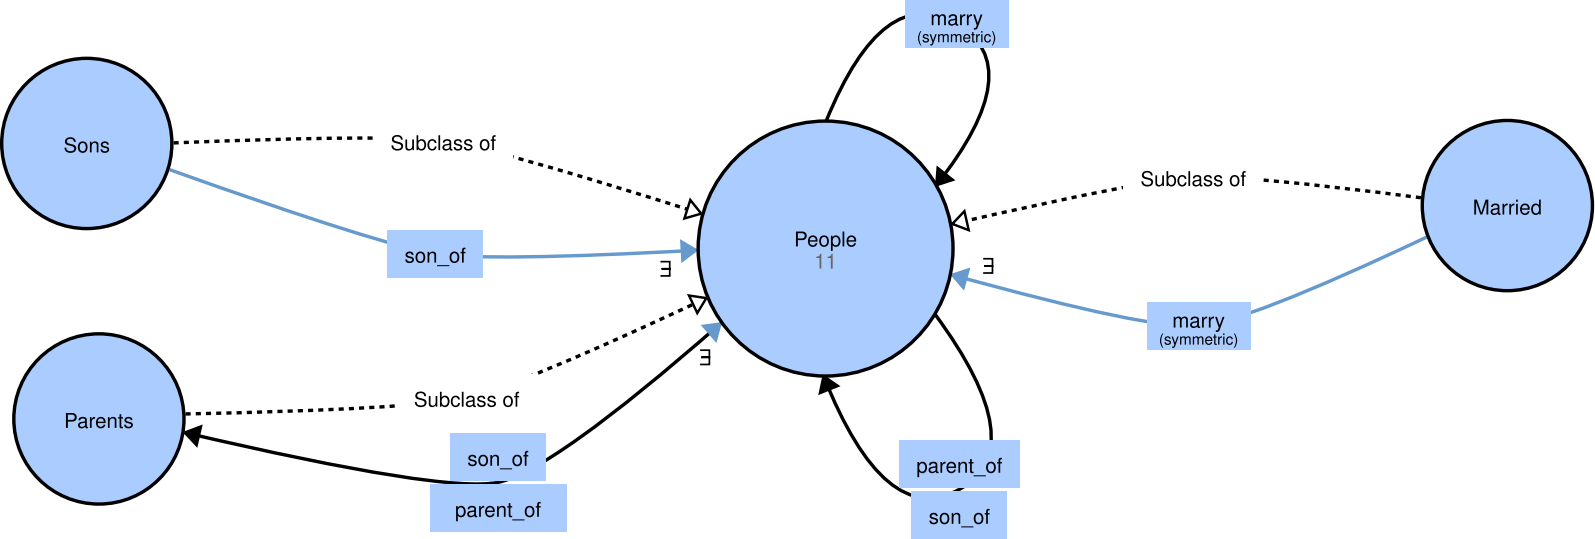 marry
(symmetric)
Sons
Subclass of
Subclass of
Married
People
11
son_of
∃
∃
marry
(symmetric)
∃
Subclass of
Parents
son_of
parent_of
parent_of
son_of